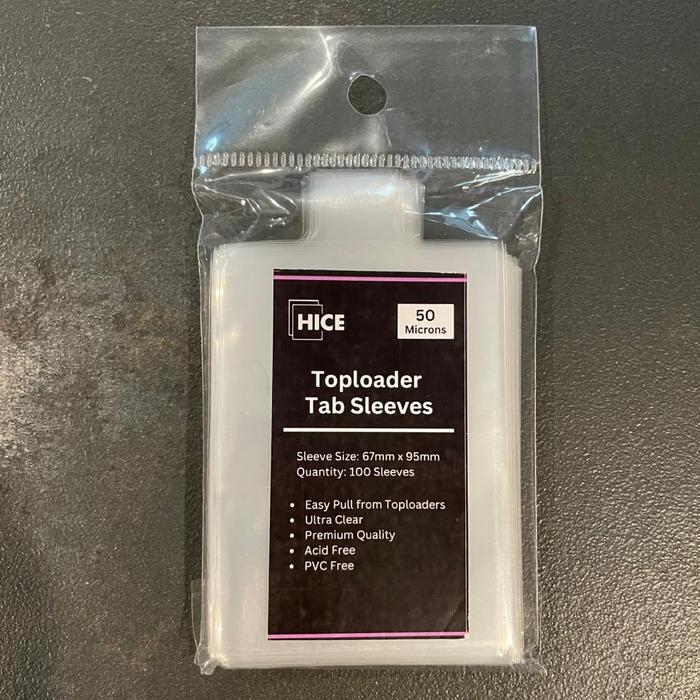 HICE
50
Microns
Toploader
Tab Sleeves
Sleeve Size: 67mm x 95mm
Quantity: 100 Sleeves
• Easy Pull from Toploaders
• Ultra Clear
• Premium Quality
• Acid Free
• PVC Free